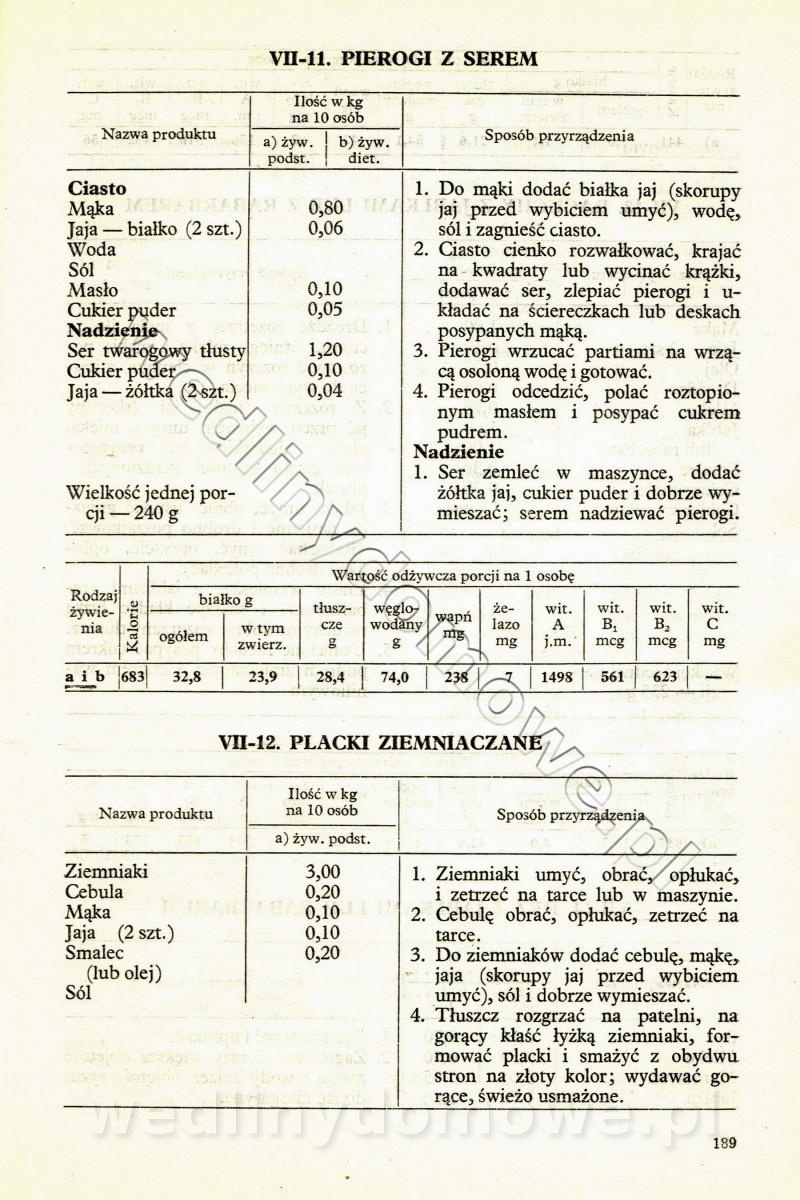 VII-11. PIEROGI Z SEREM
Nazwa produktu
Ilość w kg
na 10 osób
a) żyw.
podst.
b) żyw.
diet.
Sposób przyrządzenia
Ciasto
Mąka 0,80
Jaja — białko (2 szt.) 0,06
Woda
Sól
Masło 0,10
Cukier puder 0,05
Nadzienie
Ser twarogowy tłusty 1,20
Cukier puder 0,10
Jaja — żółtka (2 szt.) 0,04
Wielkość jednej por-
cji — 240 g
1. Do mąki dodać białka jaj (skorupy
jaj przed wybiciem umyć), wodę,
sól i zagnieść ciasto.
2. Ciasto cienko rozwałkować, krajać
na kwadraty lub wycinać krążki,
dodawać ser, zlepiać pierogi i u-
kładać na ściereczkach lub deskach
posypanych mąką.
3. Pierogi wrzucać partiami na wrzą-
cą osoloną wodę i gotować.
4. Pierogi odcedzić, polać roztopio-
nym masłem i posypać cukrem
pudrem.
Nadzienie
1. Ser zemleć w maszynce, dodać
żółtka jaj, cukier puder i dobrze wy-
mieszać; serem nadziewać pierogi.
Rodzaj
żywie-
nia
Kalorie
Wartość odżywcza porcji na 1 osobę
białko g
ogółem
w tym
zwierz.
tłusz-
cze
g
węglo-
wodany
g
wapń
mg
że-
lazo
mg
wit.
A
j.m.
wit.
B₁
mcg
wit.
B₂
mcg
wit.
C
mg
a i b 683 32,8 23,9 28,4 74,0 238 7 1498 561 623 —
VII-12. PLACKI ZIEMNIACZANE
Nazwa produktu
Ilość w kg
na 10 osób
a) żyw. podst.
Sposób przyrządzenia
Ziemniaki 3,00
Cebula 0,20
Mąka 0,10
Jaja (2 szt.) 0,10
Smalec 0,20
(lub olej)
Sól
1. Ziemniaki umyć, obrać, opłukać,
i zetrzeć na tarce lub w maszynie.
2. Cebulę obrać, opłukać, zetrzeć na
tarce.
3. Do ziemniaków dodać cebulę, mąkę,
jaja (skorupy jaj przed wybiciem
umyć), sól i dobrze wymieszać.
4. Tłuszcz rozgrzać na patelni, na
gorący kłaść łyżką ziemniaki, for-
mować placki i smażyć z obydwu
stron na złoty kolor; wydawać go-
rące, świeżo usmażone.
wedlinydomowe.pl
wedlinydomowe.pl
189